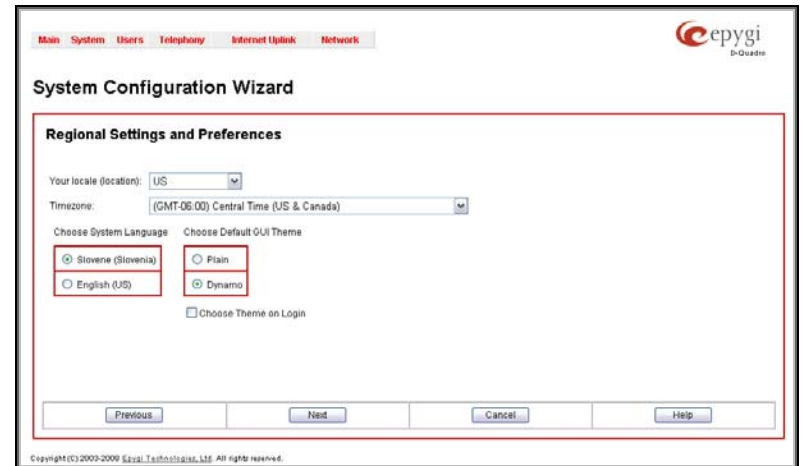 Main System Users Telephony Internet Uplink Network
epygi
D-Quadro
System Configuration Wizard
Regional Settings and Preferences
Your locale (location): US
Timezone: (GMT-06:00) Central Time (US & Canada)
Choose System Language Choose Default GUI Theme
Slovene (Slovenia) Plain
English (US) Dynamo
Choose Theme on Login
Previous Next Cancel Help
Copyright (C) 2003-2008 Epygi Technologies, Ltd. All rights reserved.